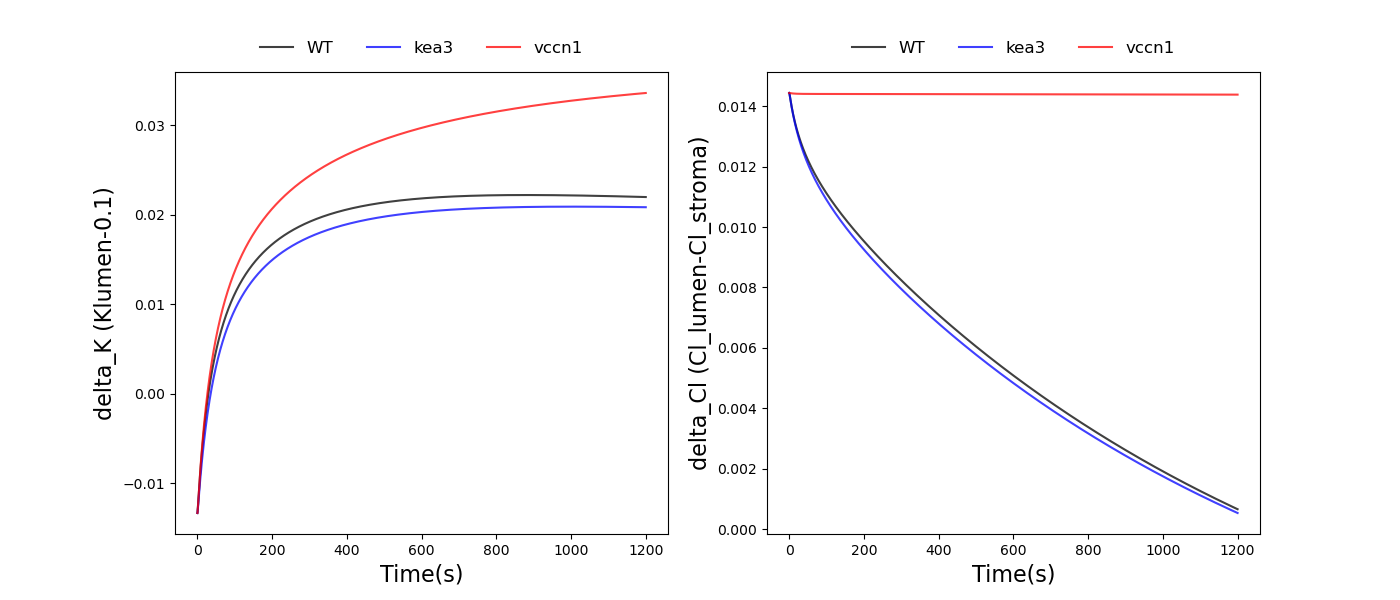 WT kea3 vccn1
delta_K (Klumen-0.1)
0.03
0.02
0.01
0.00
−0.01
0 200 400 600 800 1000 1200
Time(s)
WT kea3 vccn1
delta_Cl (Cl_lumen-Cl_stroma)
0.014
0.012
0.010
0.008
0.006
0.004
0.002
0.000
0 200 400 600 800 1000 1200
Time(s)